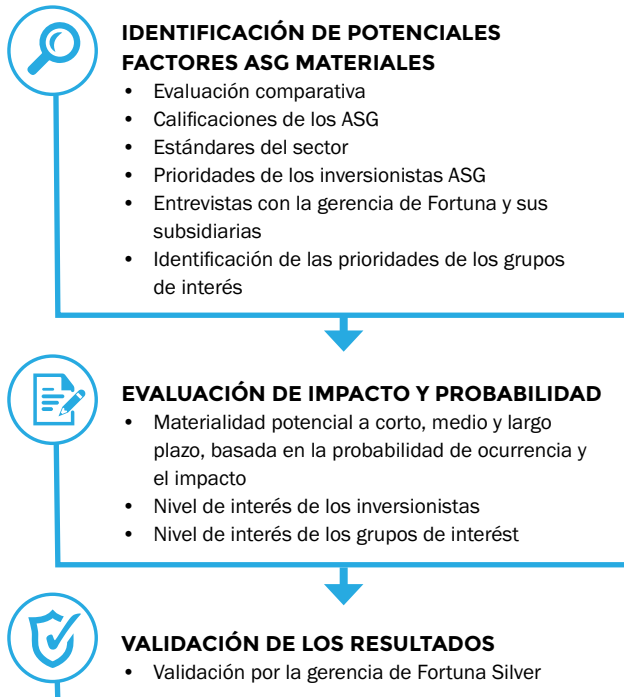 IDENTIFICACIÓN DE POTENCIALES
FACTORES ASG MATERIALES
• Evaluación comparativa
• Calificaciones de los ASG
• Estándares del sector
• Prioridades de los inversionistas ASG
• Entrevistas con la gerencia de Fortuna y sus
subsidiarias
• Identificación de las prioridades de los grupos
de interés
EVALUACIÓN DE IMPACTO Y PROBABILIDAD
• Materialidad potencial a corto, medio y largo
plazo, basada en la probabilidad de ocurrencia y
el impacto
• Nivel de interés de los inversionistas
• Nivel de interés de los grupos de interést
VALIDACIÓN DE LOS RESULTADOS
• Validación por la gerencia de Fortuna Silver